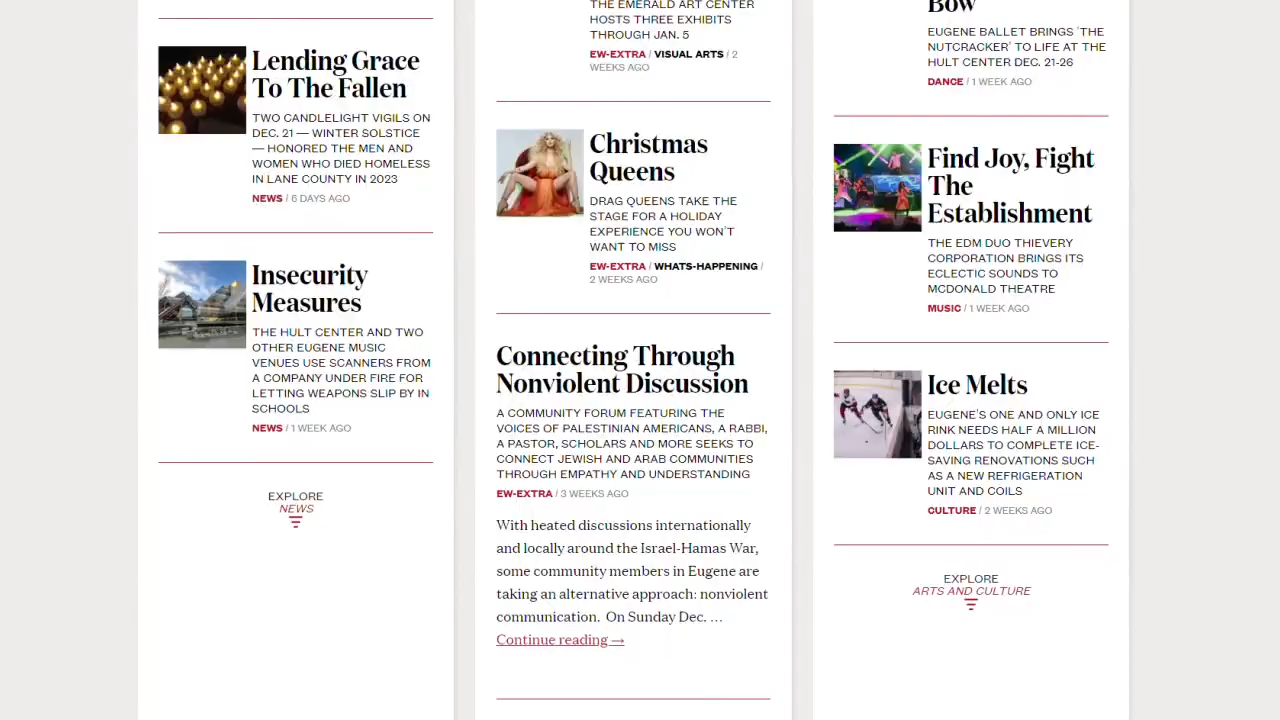 Lending Grace
To The Fallen
TWO CANDLELIGHT VIGILS ON
DEC. 21 — WINTER SOLSTICE
— HONORED THE MEN AND
WOMEN WHO DIED HOMELESS
IN LANE COUNTY IN 2023
NEWS / 6 DAYS AGO
Insecurity
Measures
THE HULT CENTER AND TWO
OTHER EUGENE MUSIC
VENUES USE SCANNERS FROM
A COMPANY UNDER FIRE FOR
LETTING WEAPONS SLIP BY IN
SCHOOLS
NEWS / 1 WEEK AGO
EXPLORE
NEWS
THE EMERALD ART CENTER
HOSTS THREE EXHIBITS
THROUGH JAN. 5
EW-EXTRA / VISUAL ARTS / 2
WEEKS AGO
Christmas
Queens
DRAG QUEENS TAKE THE
STAGE FOR A HOLIDAY
EXPERIENCE YOU WON'T
WANT TO MISS
EW-EXTRA / WHATS-HAPPENING /
2 WEEKS AGO
Connecting Through
Nonviolent Discussion
A COMMUNITY FORUM FEATURING THE
VOICES OF PALESTINIAN AMERICANS, A RABBI,
A PASTOR, SCHOLARS AND MORE SEEKS TO
CONNECT JEWISH AND ARAB COMMUNITIES
THROUGH EMPATHY AND UNDERSTANDING
EW-EXTRA / 3 WEEKS AGO
With heated discussions internationally
and locally around the Israel-Hamas War,
some community members in Eugene are
taking an alternative approach: nonviolent
communication.  On Sunday Dec. …
Continue reading →
Bow
EUGENE BALLET BRINGS 'THE
NUTCRACKER' TO LIFE AT THE
HULT CENTER DEC. 21-26
DANCE / 1 WEEK AGO
Find Joy, Fight
The
Establishment
THE EDM DUO THIEVERY
CORPORATION BRINGS ITS
ECLECTIC SOUNDS TO
MCDONALD THEATRE
MUSIC / 1 WEEK AGO
Ice Melts
EUGENE'S ONE AND ONLY ICE
RINK NEEDS HALF A MILLION
DOLLARS TO COMPLETE ICE-
SAVING RENOVATIONS SUCH
AS A NEW REFRIGERATION
UNIT AND COILS
CULTURE / 2 WEEKS AGO
EXPLORE
ARTS AND CULTURE